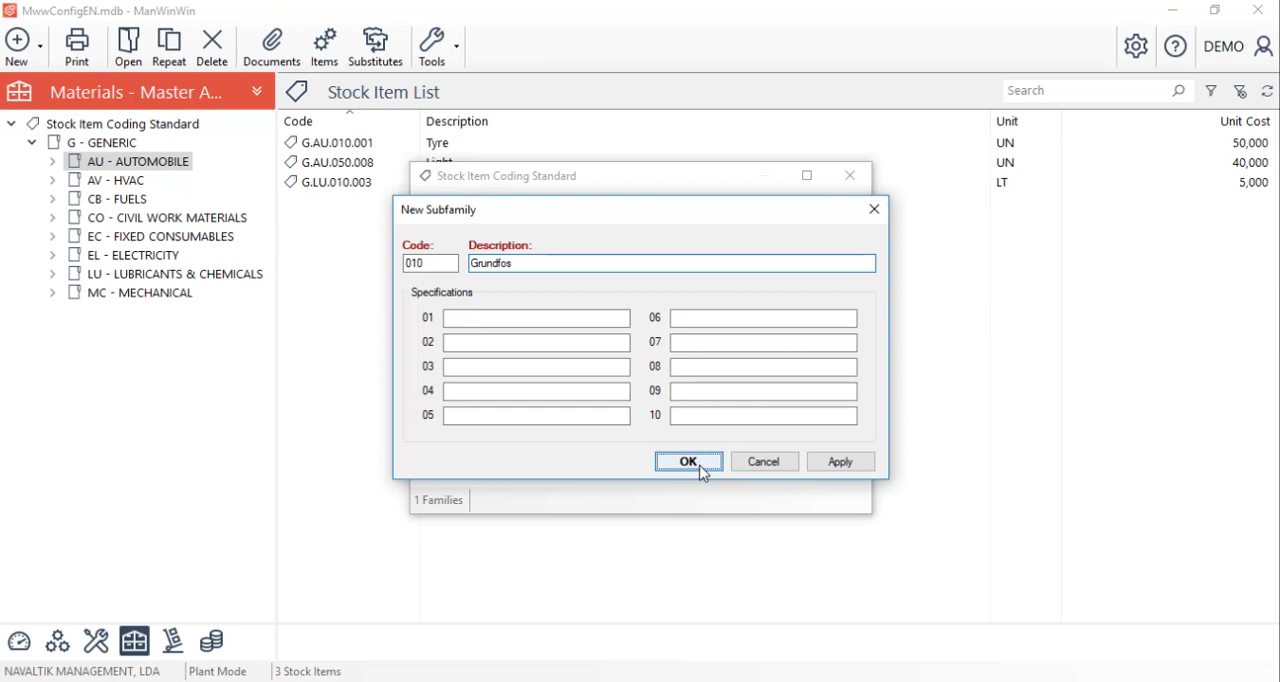 MwwConfigEN.mdb - ManWinWin
New
Print
Open
Repeat
Delete
Documents
Items
Substitutes
Tools
DEMO
Materials - Master A...
Stock Item List
Search
Stock Item Coding Standard
G - GENERIC
AU - AUTOMOBILE
AV - HVAC
CB - FUELS
CO - CIVIL WORK MATERIALS
EC - FIXED CONSUMABLES
EL - ELECTRICITY
LU - LUBRICANTS & CHEMICALS
MC - MECHANICAL
Code Description Unit Unit Cost
G.AU.010.001 Tyre UN 50,000
G.AU.050.008 Light UN 40,000
G.LU.010.003 LT 5,000
Stock Item Coding Standard
New Subfamily
Code: Description:
010 Grundfos
Specifications
01 06
02 07
03 08
04 09
05 10
OK Cancel Apply
1 Families
NAVALTIK MANAGEMENT, LDA Plant Mode 3 Stock Items